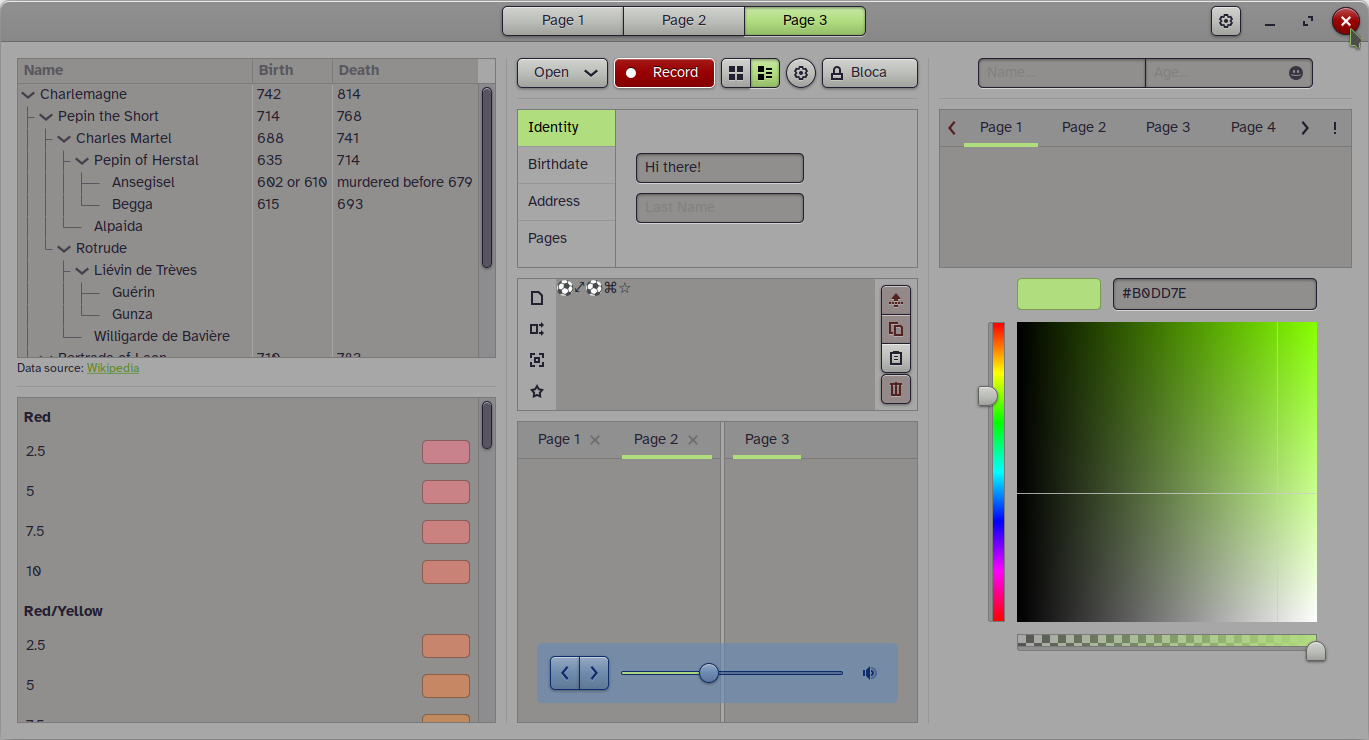 Page 1 Page 2 Page 3
Name Birth Death
Charlemagne 742 814
Pepin the Short 714 768
Charles Martel 688 741
Pepin of Herstal 635 714
Ansegisel 602 or 610 murdered before 679
Begga 615 693
Alpaida
Rotrude
Liévin de Trèves
Guérin
Gunza
Willigarde de Bavière
Data source: Wikipedia
Red
2.5
5
7.5
10
Red/Yellow
2.5
5
Open Record Bloca
Identity
Birthdate
Address
Pages
Hi there!
Last Name
⚽⤢⚽⌘☆
Page 1 Page 2 Page 3
Name... Age...
Page 1 Page 2 Page 3 Page 4 !
#B0DD7E